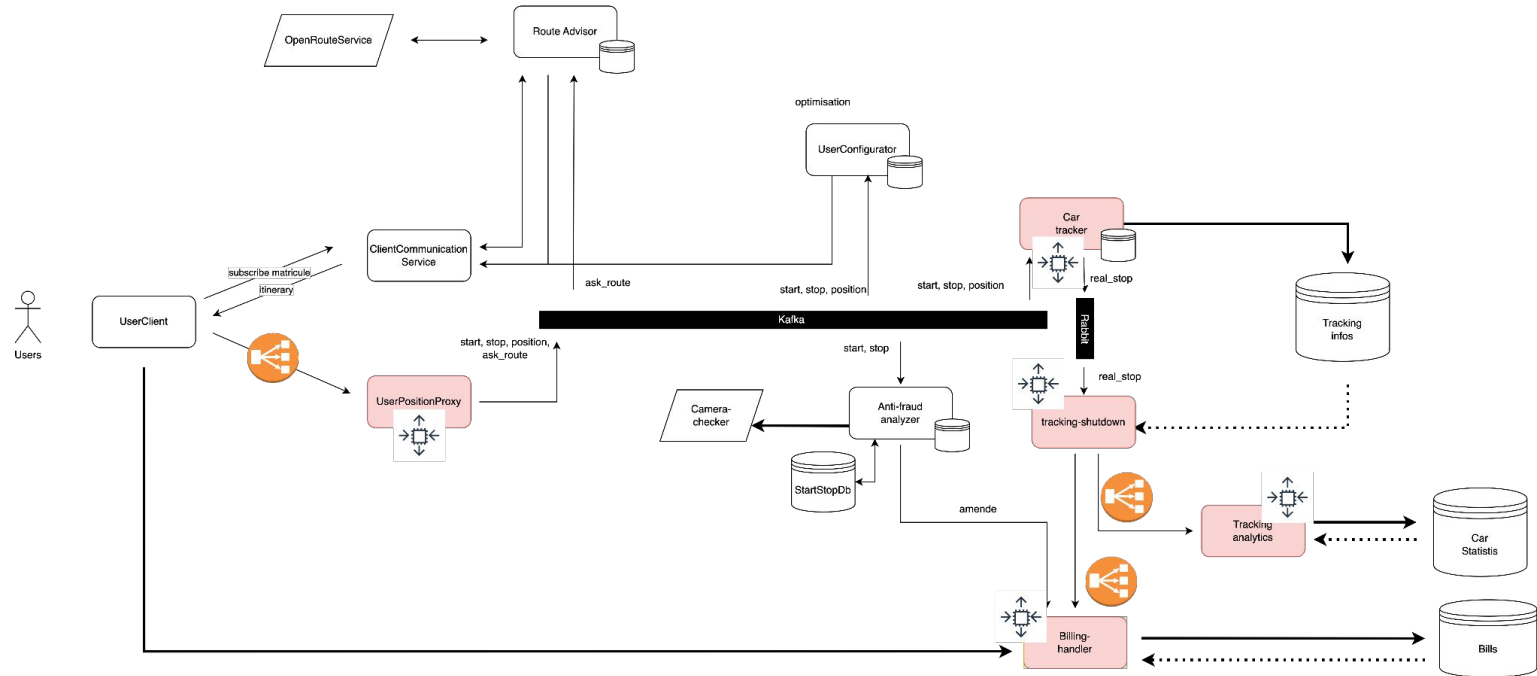 OpenRouteService
Route Advisor
optimisation
UserConfigurator
Car
tracker
ClientCommunication
Service
subscribe matricule
itinerary
ask_route
start, stop, position
start, stop, position
real_stop
Users
UserClient
Kafka
Rabbit
Tracking
infos
start, stop, position,
ask_route
start, stop
real_stop
UserPositionProxy
Camera-
checker
Anti-fraud
analyzer
tracking-shutdown
StartStopDb
amende
Tracking
analytics
Car
Statistis
Billing-
handler
Bills